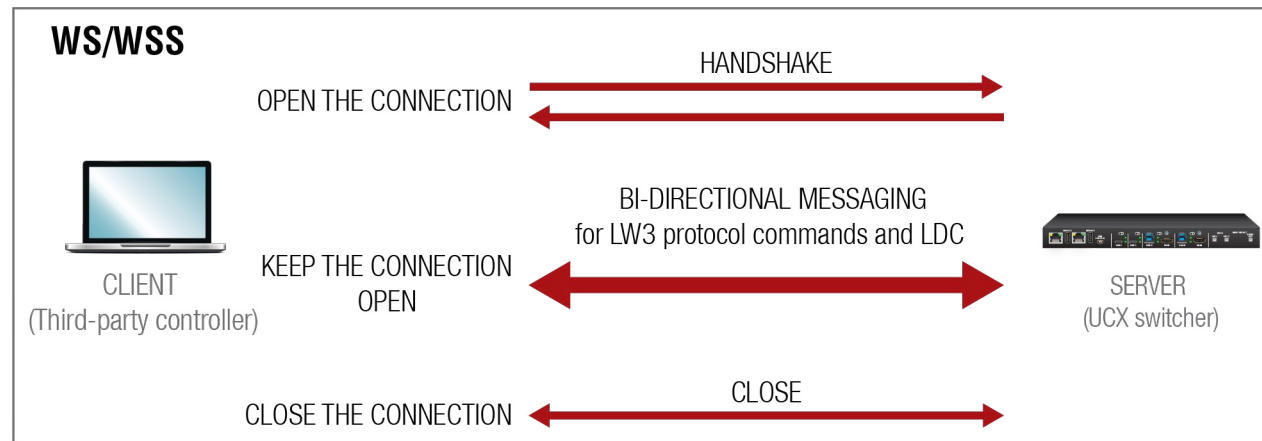 WS/WSS
HANDSHAKE
OPEN THE CONNECTION
BI-DIRECTIONAL MESSAGING
for LW3 protocol commands and LDC
KEEP THE CONNECTION
OPEN
CLIENT
(Third-party controller)
SERVER
(UCX switcher)
CLOSE
CLOSE THE CONNECTION